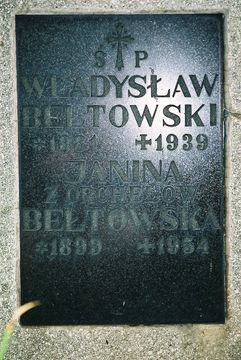 Ś P
WŁADYSŁAW
BEŁTOWSKI
✝1939
JANINA
BEŁTOWSKA
*1899 ✝1954